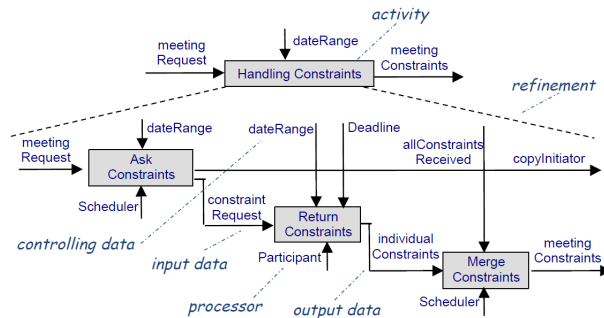 activity
meeting
Request
dateRange
meeting
Constraints
Handling Constraints
refinement
meeting
Request
dateRange
dateRange
Deadline
allConstraints
Received
copyInitiator
Ask
Constraints
Scheduler
constraint
Request
Return
Constraints
controlling data
input data
Participant
individual
Constraints
Merge
Constraints
meeting
Constraints
processor
output data
Scheduler